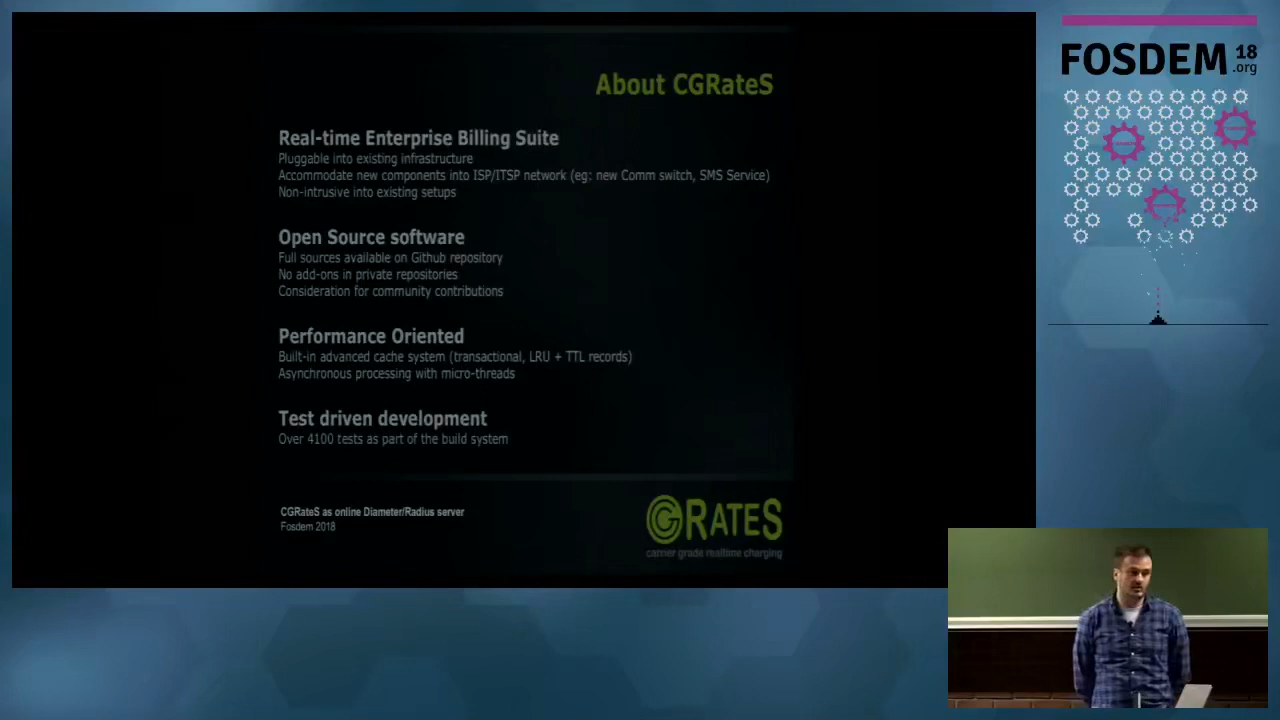 About CGRateS
Real-time Enterprise Billing Suite
Pluggable into existing infrastructure
Accommodate new components into ISP/ITSP network (eg: new Comm switch, SMS Service)
Non-intrusive into existing setups
Open Source software
Full sources available on Github repository
No add-ons in private repositories
Consideration for community contributions
Performance Oriented
Built-in advanced cache system (transactional, LRU + TTL records)
Asynchronous processing with micro-threads
Test driven development
Over 4100 tests as part of the build system
CGRateS as online Diameter/Radius server
Fosdem 2018
CGRATES
carrier grade realtime charging
FOSDEM 18
.org